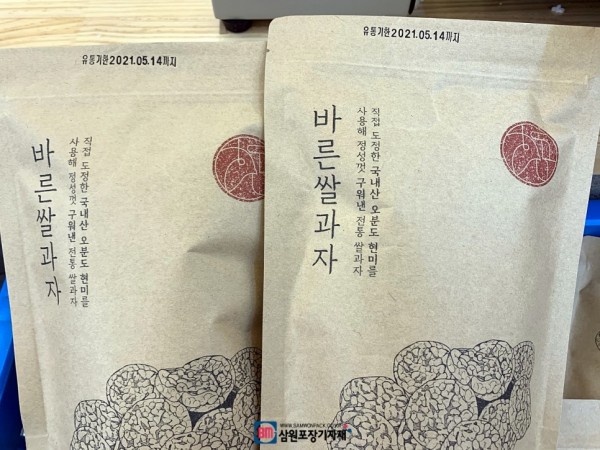 유통기한2021.05.14까지
바른쌀과자
직접 도정한 국내산 오분도 현미를
사용해 정성껏 구워낸 전통 쌀과자
유통기한2021.05.14까지
바른쌀과자
직접 도정한 국내산 오분도 현미를
사용해 정성껏 구워낸 전통 쌀과자
WWW.SAMWONPACK.CO.KR
삼원포장기자재